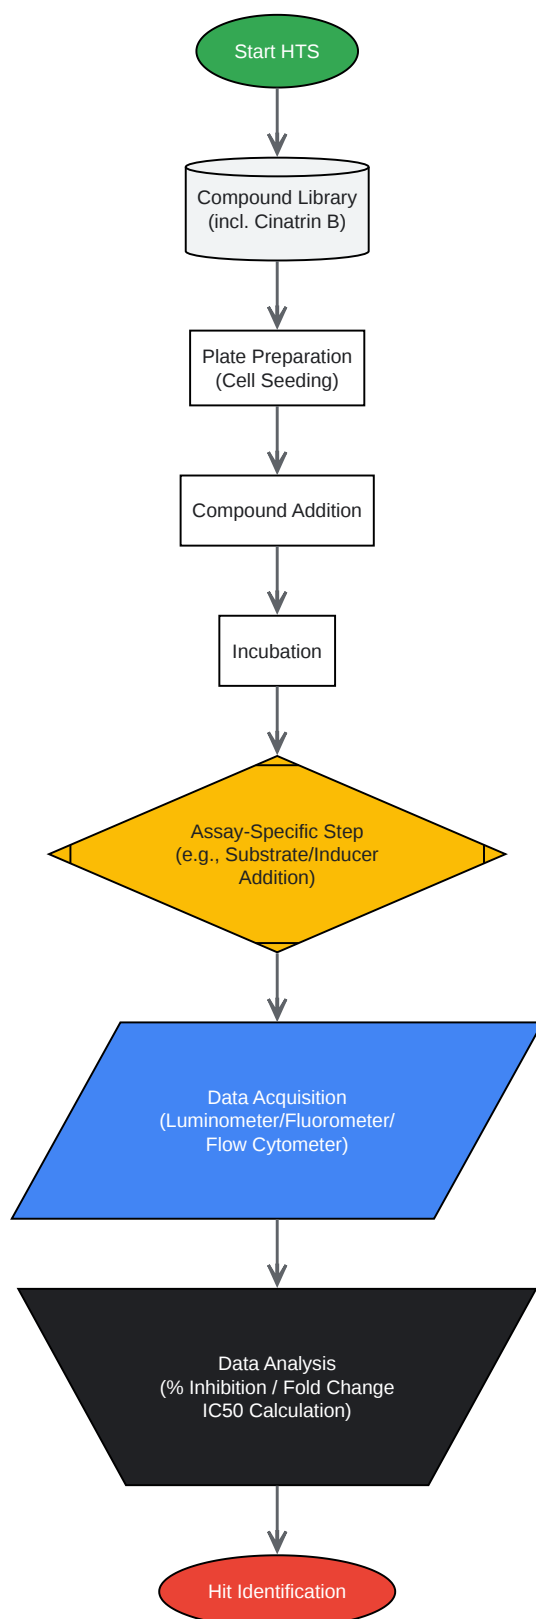 Start HTS
Compound Library
(incl. Cinatrin B)
Plate Preparation
(Cell Seeding)
Compound Addition
Incubation
Assay-Specific Step
(e.g., Substrate/Inducer
Addition)
Data Acquisition
(Luminometer/Fluorometer/
Flow Cytometer)
Data Analysis
(% Inhibition / Fold Change
IC50 Calculation)
Hit Identification